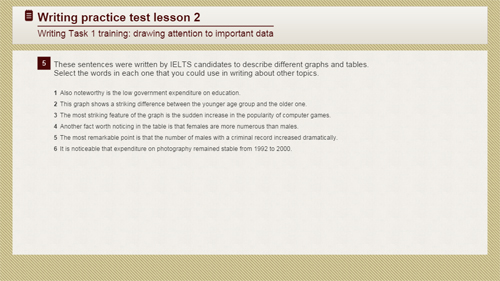 Writing practice test lesson 2
Writing Task 1 training: drawing attention to important data
5 These sentences were written by IELTS candidates to describe different graphs and tables.
Select the words in each one that you could use in writing about other topics.
1 Also noteworthy is the low government expenditure on education.
2 This graph shows a striking difference between the younger age group and the older one.
3 The most striking feature of the graph is the sudden increase in the popularity of computer games.
4 Another fact worth noticing in the table is that females are more numerous than males.
5 The most remarkable point is that the number of males with a criminal record increased dramatically.
6 It is noticeable that expenditure on photography remained stable from 1992 to 2000.